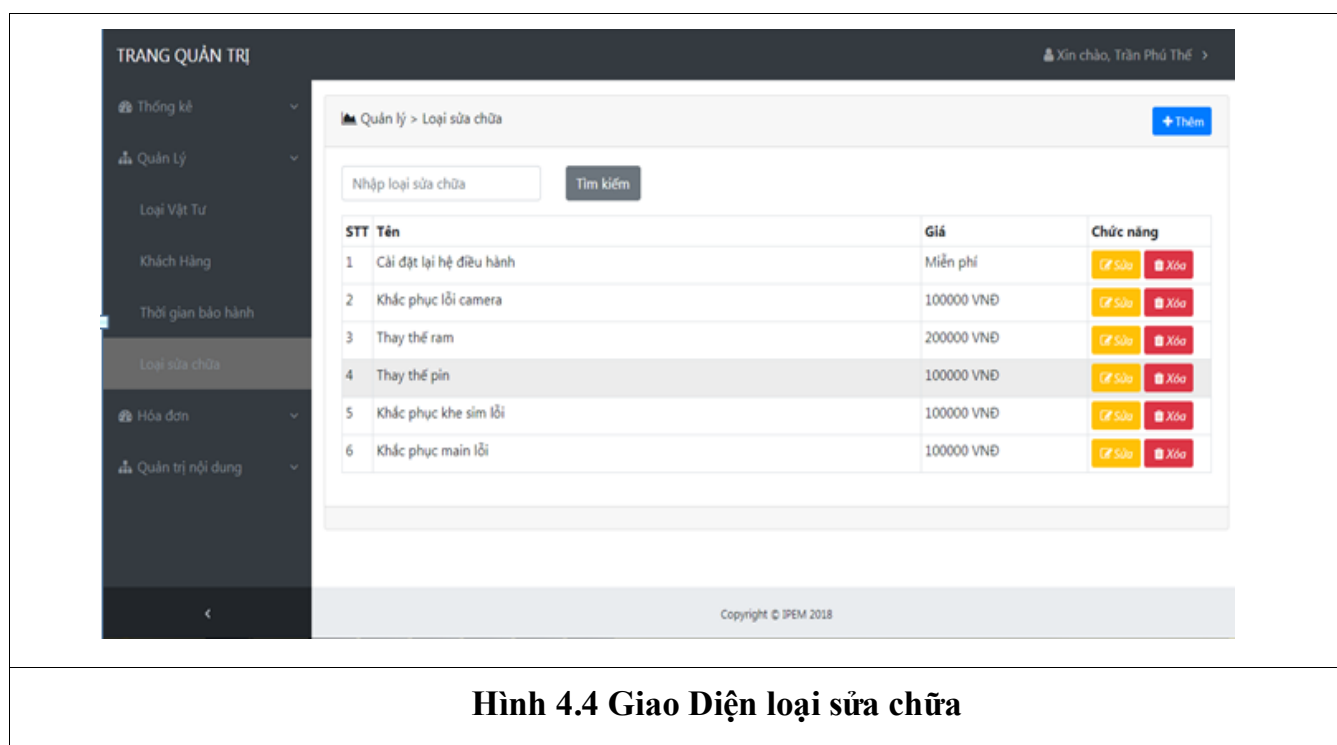 TRANG QUẢN TRỊ
Xin chào, Trần Phú Thế
Thống kê
Quản lý > Loại sửa chữa
Thêm
Quản Lý
Nhập loại sửa chữa
Tìm kiếm
Loại Vật Tư
STT Tên Giá Chức năng
Khách Hàng
1 Cài đặt lại hệ điều hành Miễn phí Sửa Xóa
2 Khắc phục lỗi camera 100000 VNĐ Sửa Xóa
Thời gian bảo hành
3 Thay thế ram 200000 VNĐ Sửa Xóa
Loại sửa chữa
4 Thay thế pin 100000 VNĐ Sửa Xóa
Hóa đơn
5 Khắc phục khe sim lỗi 100000 VNĐ Sửa Xóa
6 Khắc phục main lỗi 100000 VNĐ Sửa Xóa
Quản trị nội dung
Copyright © IPEM 2018
Hình 4.4 Giao Diện loại sửa chữa